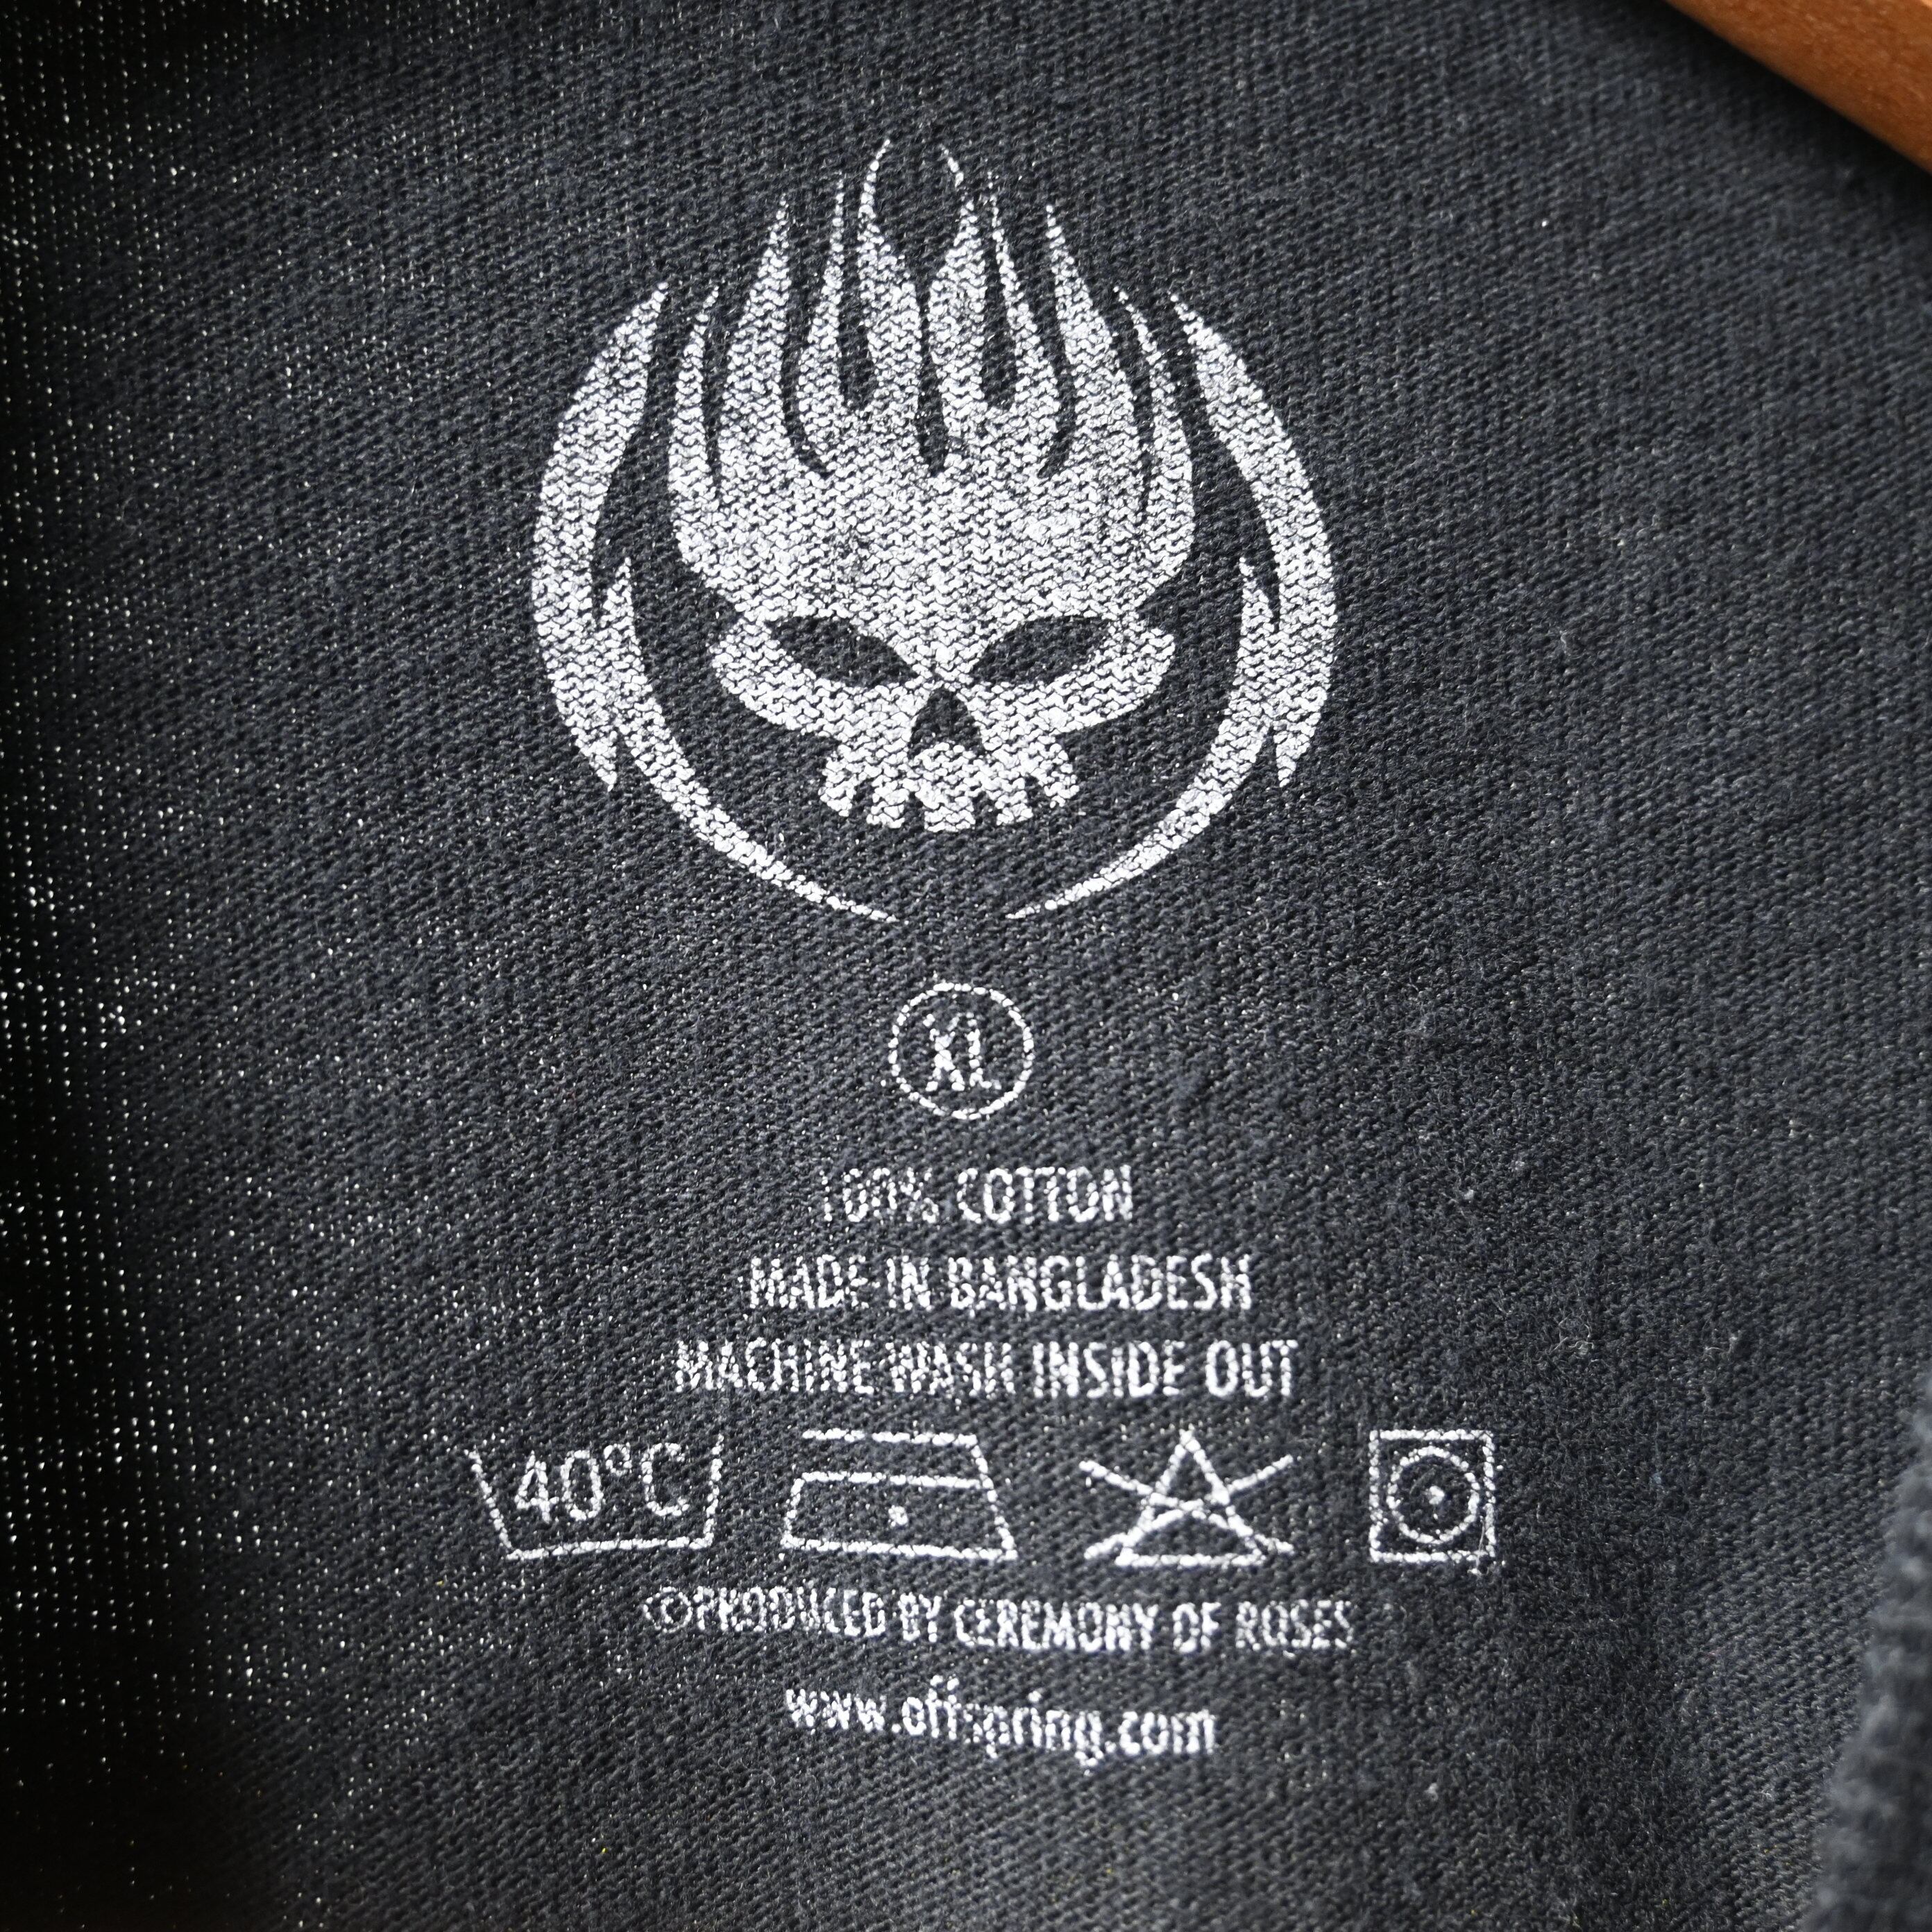 XL
100% COTTON
MADE IN BANGLADESH
MACHINE WASH INSIDE OUT
40°C
©PRODUCED BY CEREMONY OF ROSES
www.offspring.com